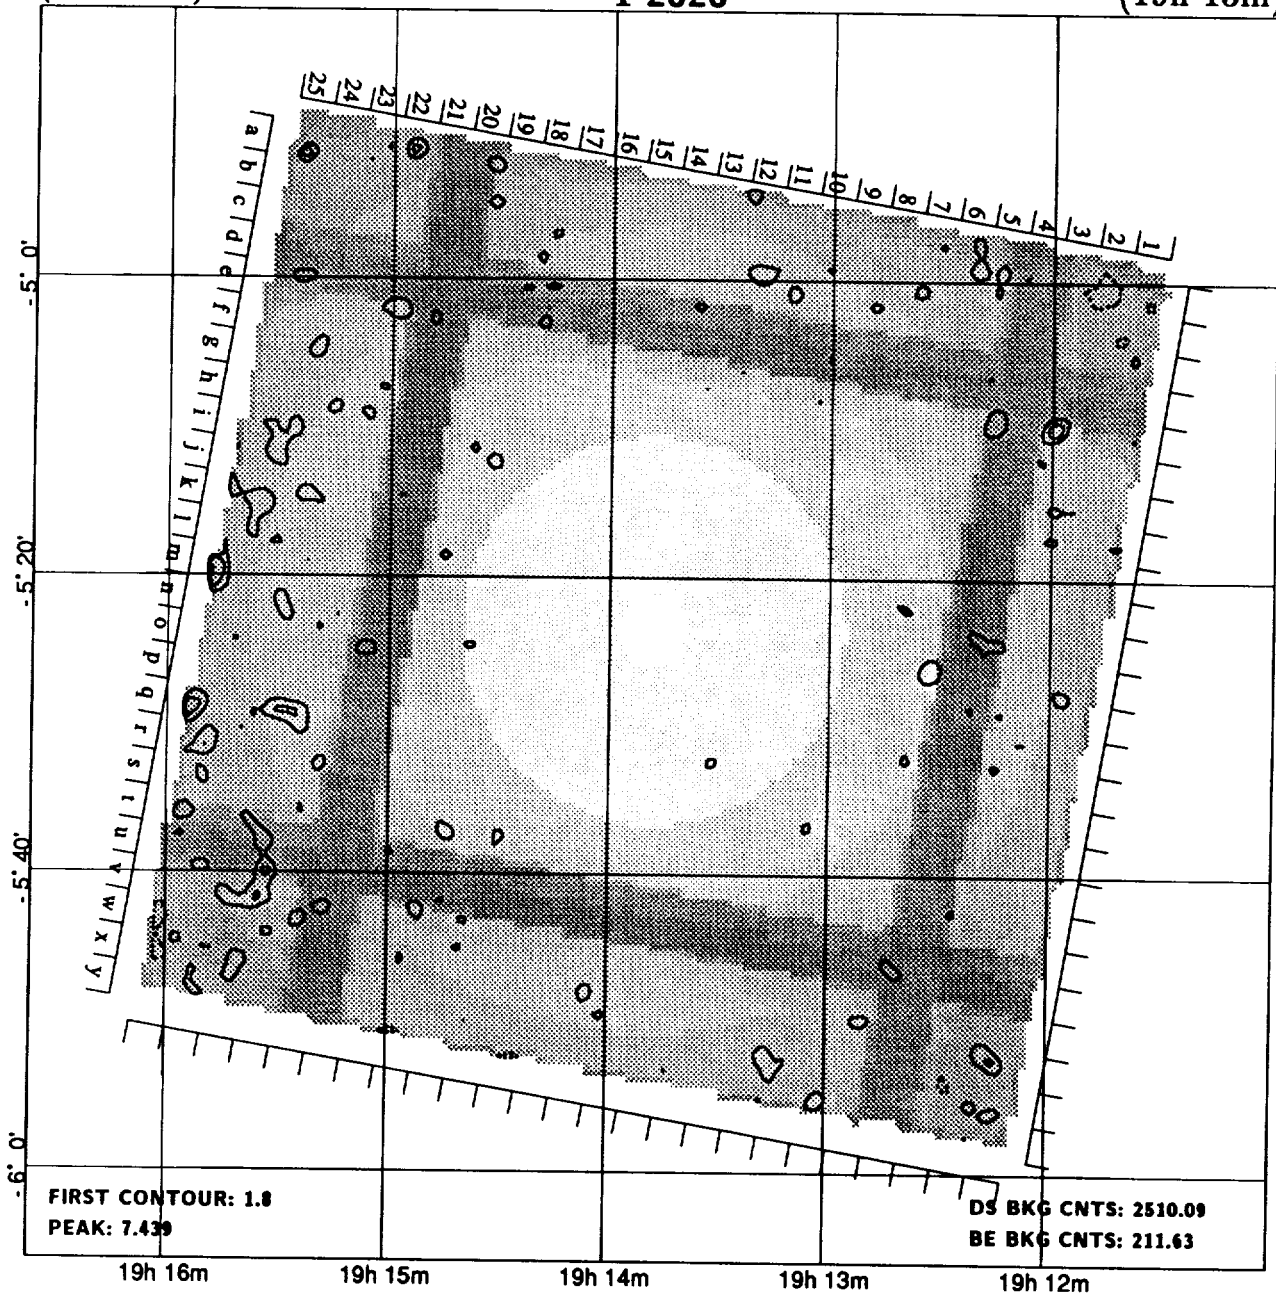 25 24 23 22 21 20 19 18 17 16 15 14 13 12 11 10 9 8 7 6 5 4 3 2 1
a b c d e f g h i j k l m n o p q r s t u v w x y
-5° 0'
-5° 20'
-5° 40'
-6° 0'
FIRST CONTOUR: 1.8
PEAK: 7.439
DS BKG CNTS: 2510.09
BE BKG CNTS: 211.63
19h 16m 19h 15m 19h 14m 19h 13m 19h 12m